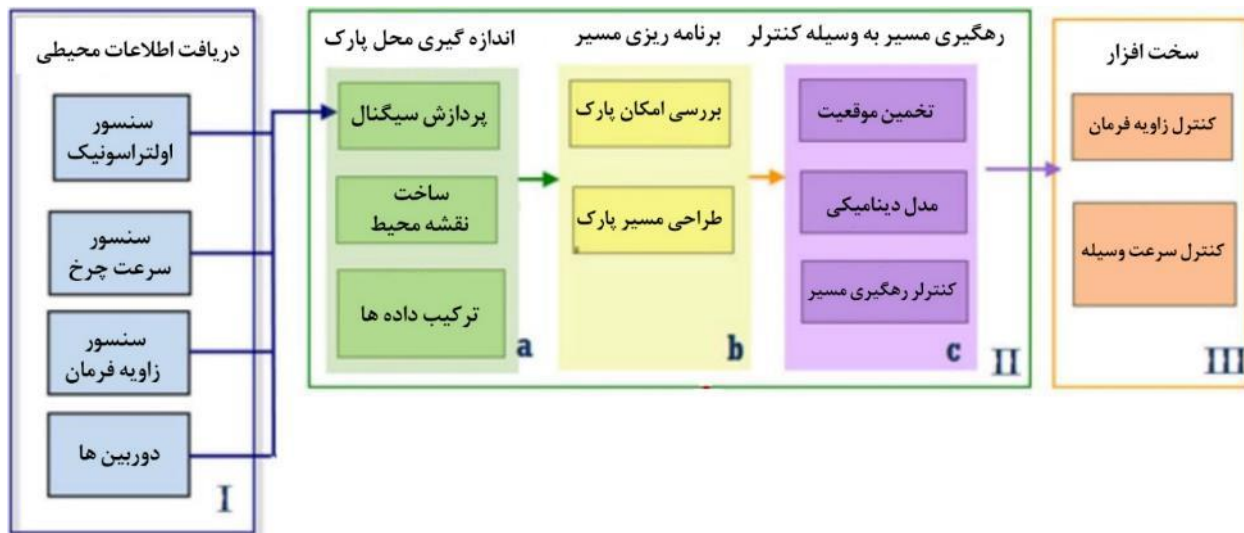 دریافت اطلاعات محیطی
سنسور
اولتراسونیک
سنسور
سرعت چرخ
سنسور
زاویه فرمان
دوربین ها
I
اندازه گیری محل پارک
پردازش سیگنال
ساخت
نقشه محیط
ترکیب داده ها
a
برنامه ریزی مسیر
بررسی امکان پارک
طراحی مسیر پارک
b
رهگیری مسیر به وسیله کنترلر
تخمین موقعیت
مدل دینامیکی
کنترلر رهگیری مسیر
c
II
سخت افزار
کنترل زاویه فرمان
کنترل سرعت وسیله
III